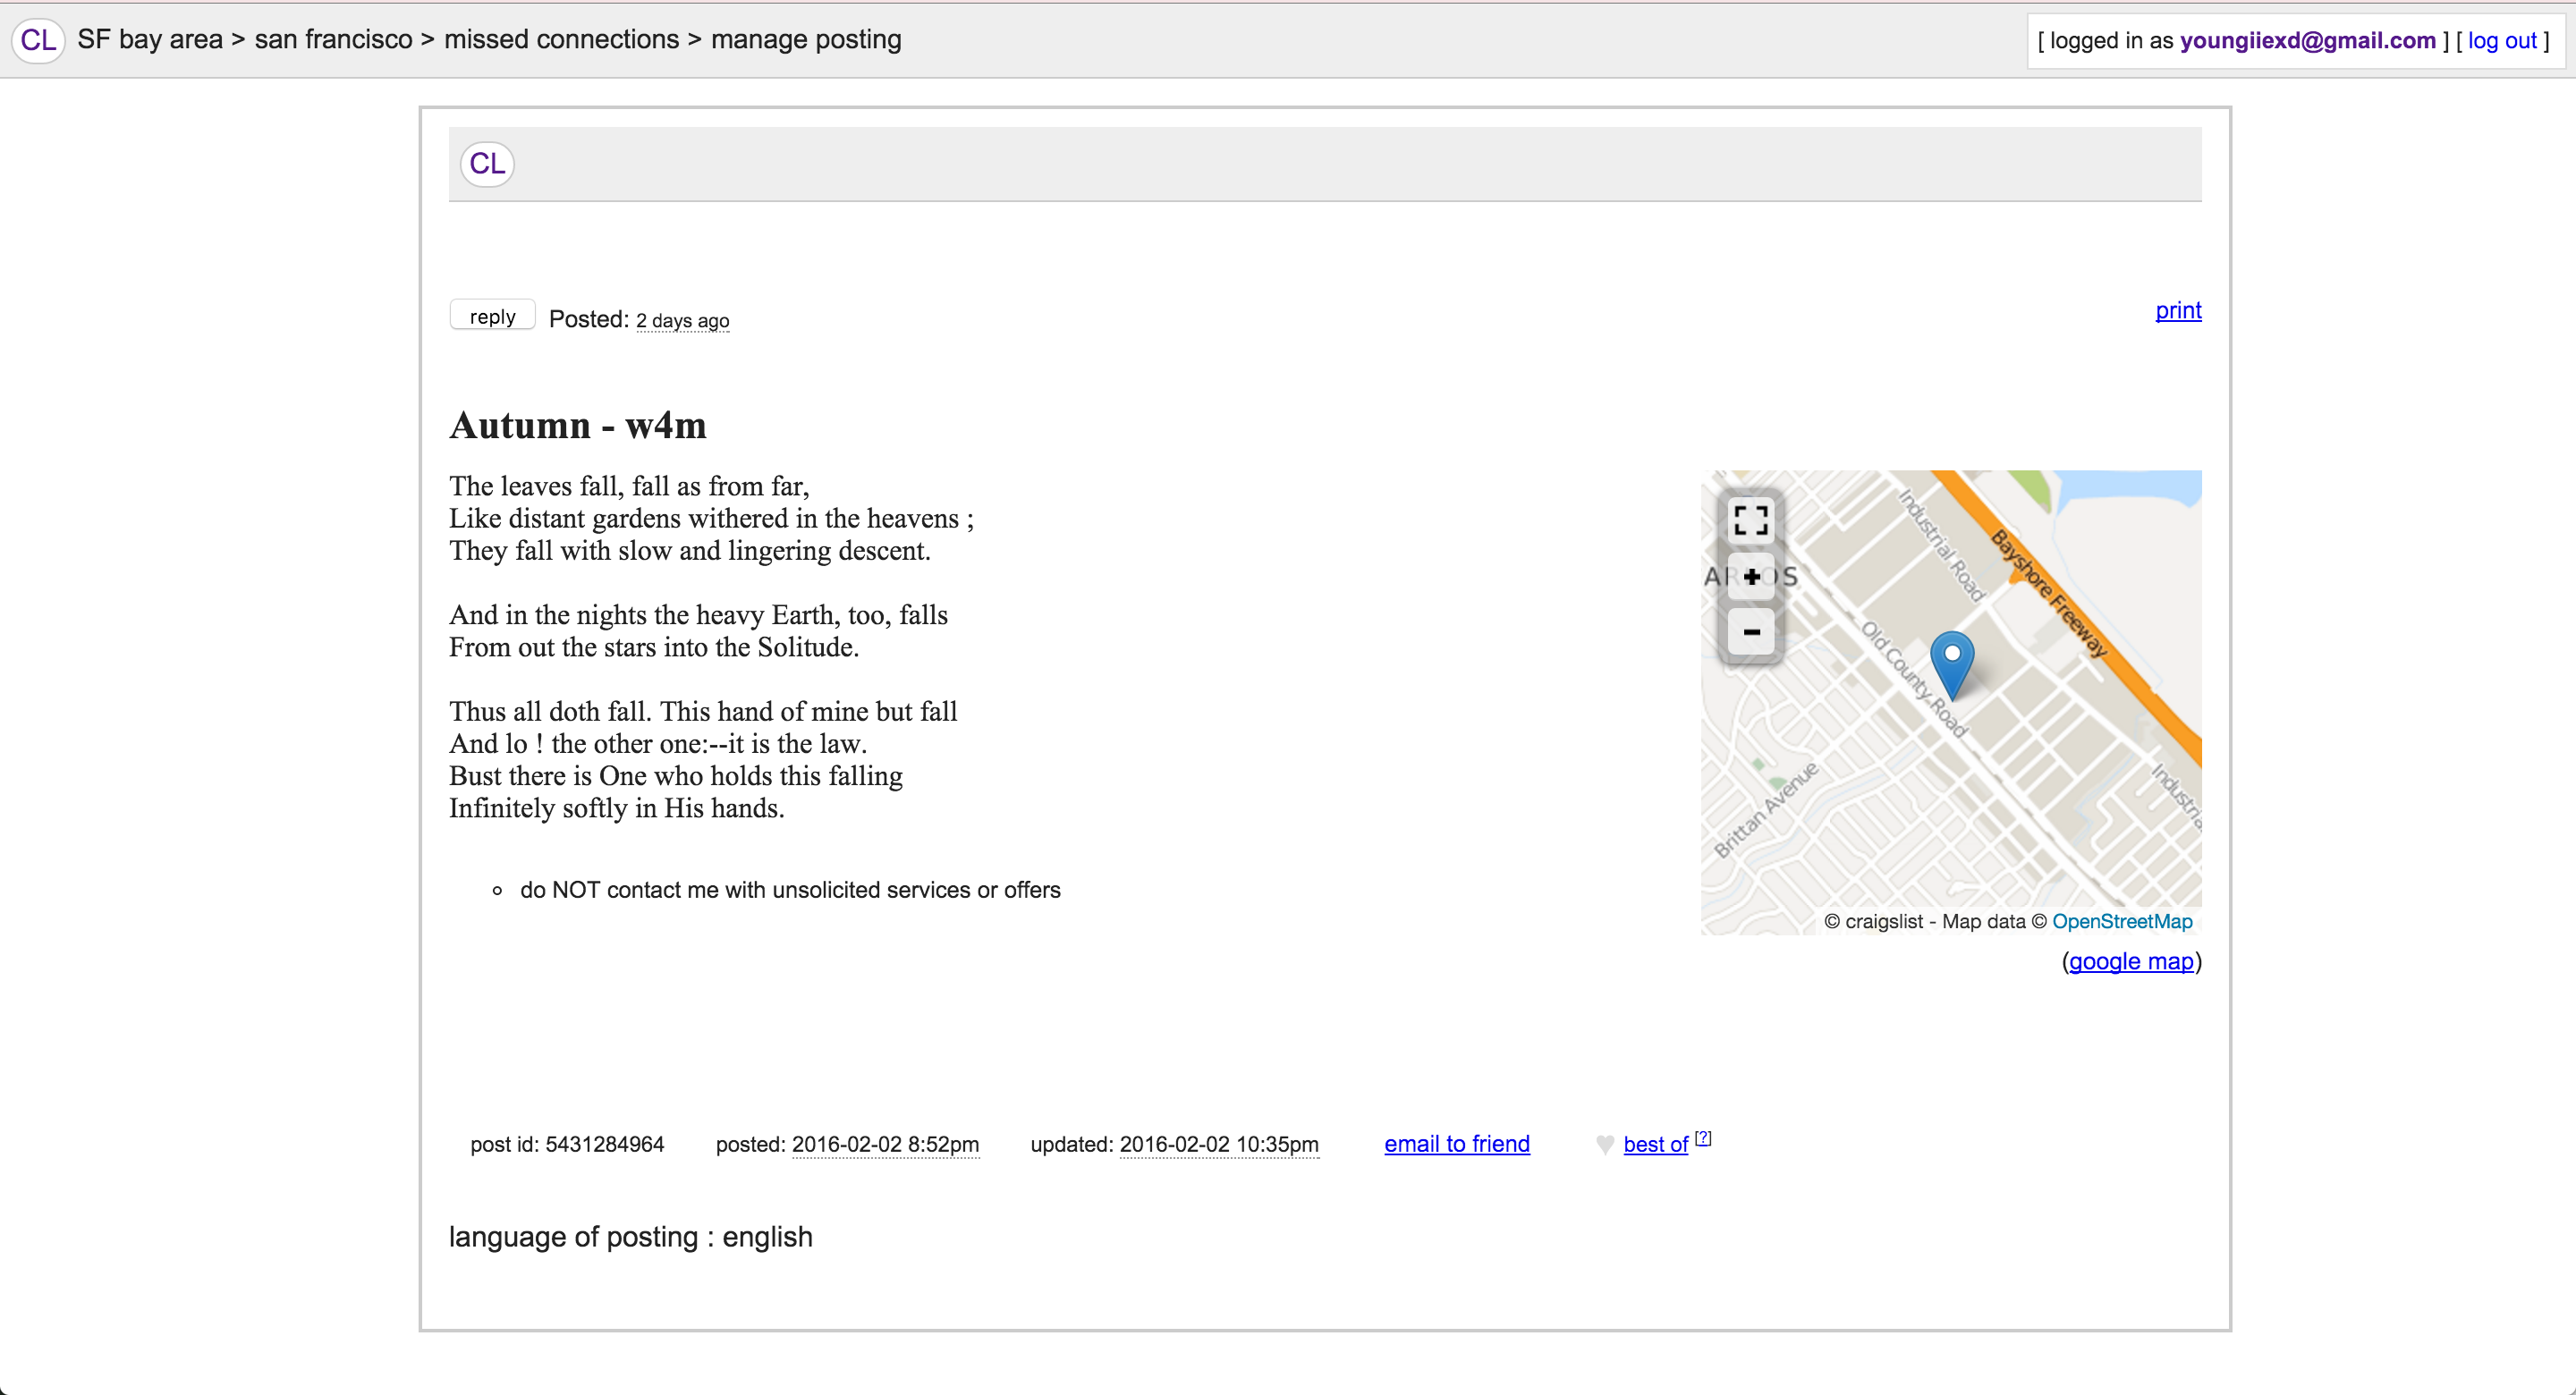 CL SF bay area > san francisco > missed connections > manage posting
[ logged in as youngiiexd@gmail.com ] [ log out ]
CL
reply Posted: 2 days ago
print
Autumn - w4m
The leaves fall, fall as from far,
Like distant gardens withered in the heavens ;
They fall with slow and lingering descent.
And in the nights the heavy Earth, too, falls
From out the stars into the Solitude.
Thus all doth fall. This hand of mine but fall
And lo ! the other one:--it is the law.
Bust there is One who holds this falling
Infinitely softly in His hands.
do NOT contact me with unsolicited services or offers
Industrial Road
Bayshore Freeway
+
−
Old County Road
Brittan Avenue
© craigslist - Map data © OpenStreetMap
(google map)
post id: 5431284964 posted: 2016-02-02 8:52pm updated: 2016-02-02 10:35pm email to friend ♥ best of [?]
language of posting : english